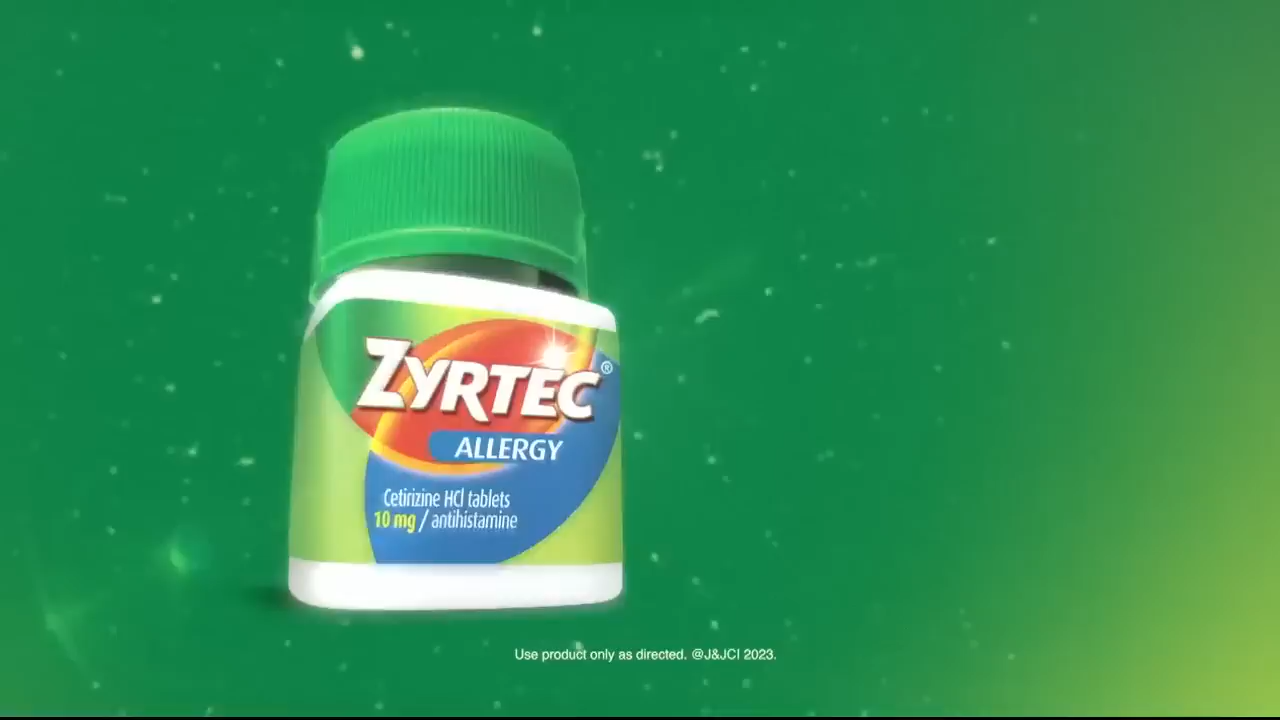 ZYRTEC®
ALLERGY
Cetirizine HCl tablets
10 mg / antihistamine
Use product only as directed. @J&JCI 2023.